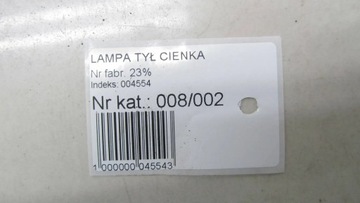 LAMPA TYŁ CIENKA
Nr fabr. 23%
Indeks: 004554
Nr kat.: 008/002
1 000000 045543